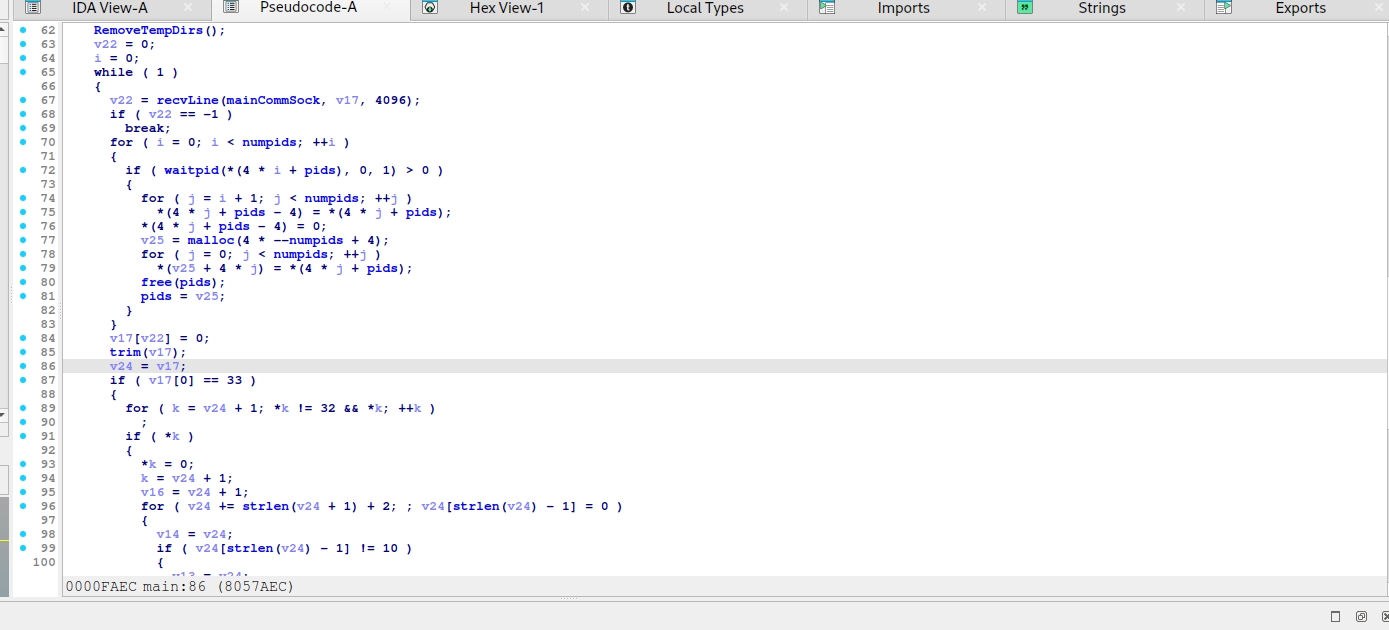 IDA View-A Pseudocode-A Hex View-1 Local Types Imports Strings Exports
62 RemoveTempDirs();
63 v22 = 0;
64 i = 0;
65 while ( 1 )
66 {
67 v22 = recvLine(mainCommSock, v17, 4096);
68 if ( v22 == -1 )
69 break;
70 for ( i = 0; i < numpids; ++i )
71 {
72 if ( waitpid(*(4 * i + pids), 0, 1) > 0 )
73 {
74 for ( j = i + 1; j < numpids; ++j )
75 *(4 * j + pids - 4) = *(4 * j + pids);
76 *(4 * j + pids - 4) = 0;
77 v25 = malloc(4 * --numpids + 4);
78 for ( j = 0; j < numpids; ++j )
79 *(v25 + 4 * j) = *(4 * j + pids);
80 free(pids);
81 pids = v25;
82 }
83 }
84 v17[v22] = 0;
85 trim(v17);
86 v24 = v17;
87 if ( v17[0] == 33 )
88 {
89 for ( k = v24 + 1; *k != 32 && *k; ++k )
90 ;
91 if ( *k )
92 {
93 *k = 0;
94 k = v24 + 1;
95 v16 = v24 + 1;
96 for ( v24 += strlen(v24 + 1) + 2; ; v24[strlen(v24) - 1] = 0 )
97 {
98 v14 = v24;
99 if ( v24[strlen(v24) - 1] != 10 )
100 {
v13 = v24;
0000FAEC main:86 (8057AEC)